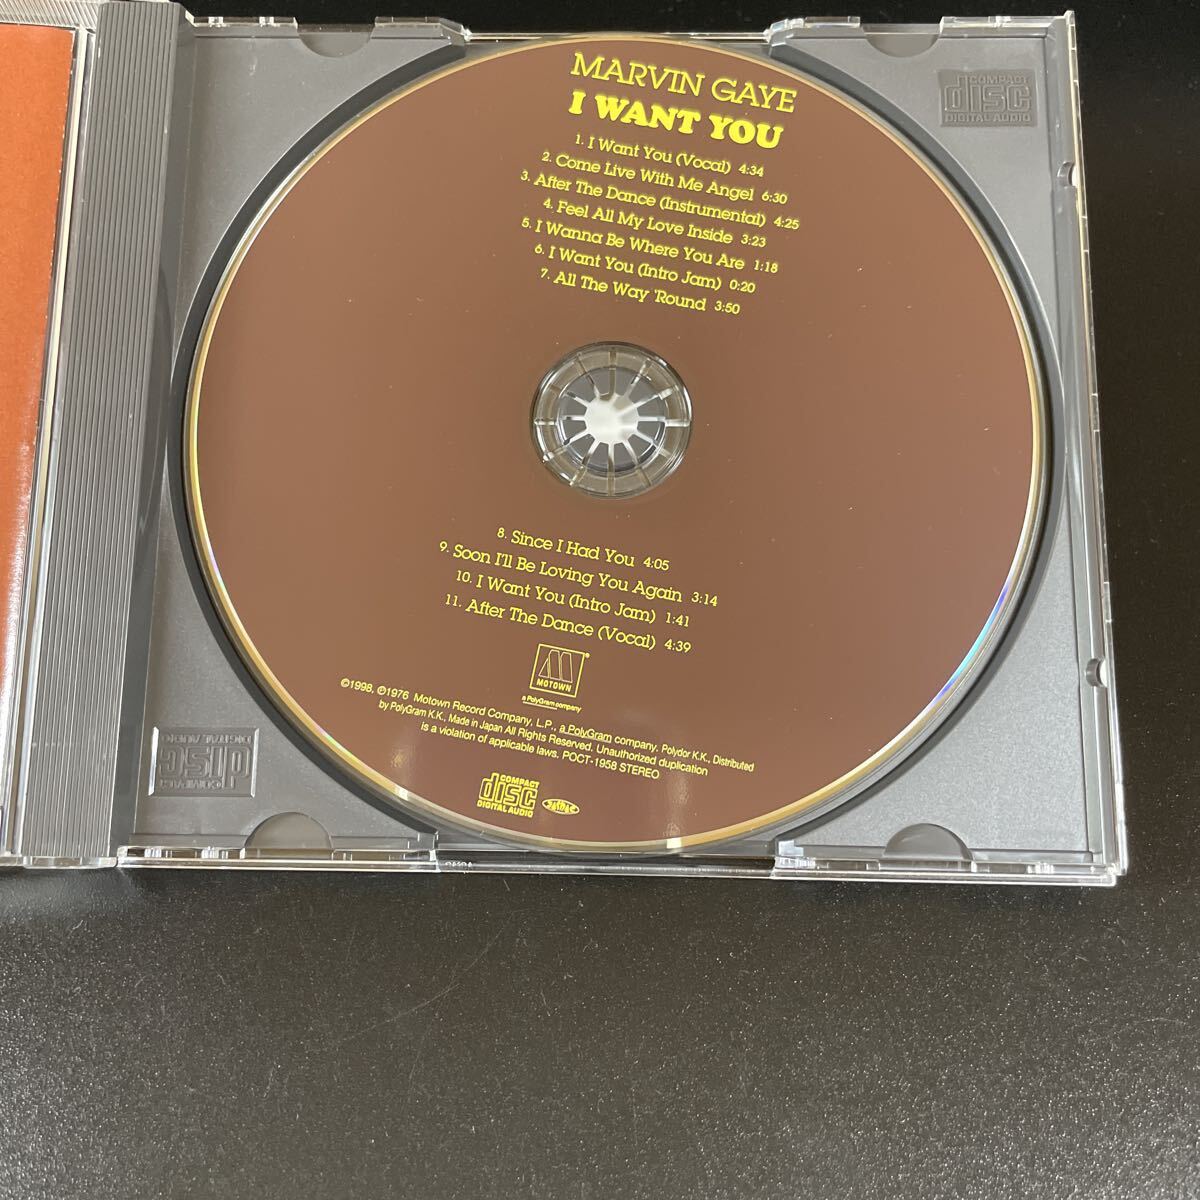 MARVIN GAYE
I WANT YOU
1. I Want You (Vocal) 4:34
2. Come Live With Me Angel 6:30
3. After The Dance (Instrumental) 4:25
4. Feel All My Love Inside 3:23
5. I Wanna Be Where You Are 1:18
6. I Want You (Intro Jam) 0:20
7. All The Way 'Round 3:50
8. Since I Had You 4:05
9. Soon I'll Be Loving You Again 3:14
10. I Want You (Intro Jam) 1:41
11. After The Dance (Vocal) 4:39
M®
MOTOWN
a PolyGram company
©1998, ℗1976 Motown Record Company, L.P., a PolyGram company. Polydor K.K., Distributed
by PolyGram K.K., Made in Japan All Rights Reserved. Unauthorized duplication
is a violation of applicable laws. POCT-1958 STEREO
COMPACT
disc
DIGITAL AUDIO
COMPACT
disc
DIGITAL AUDIO
COMPACT
disc
DIGITAL AUDIO